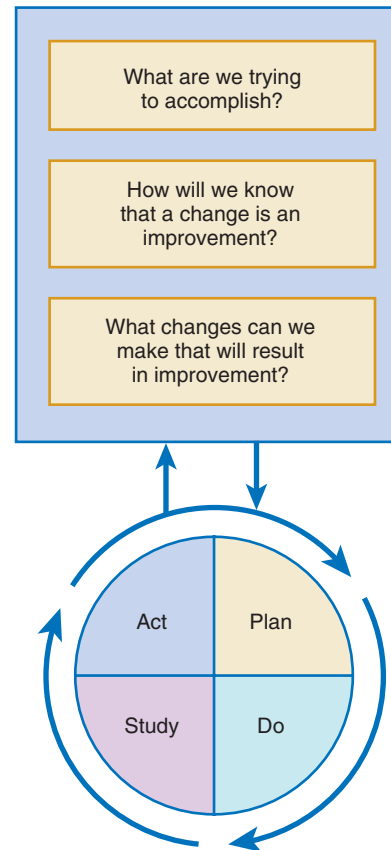 What are we trying
to accomplish?
How will we know
that a change is an
improvement?
What changes can we
make that will result
in improvement?
Act
Plan
Study
Do